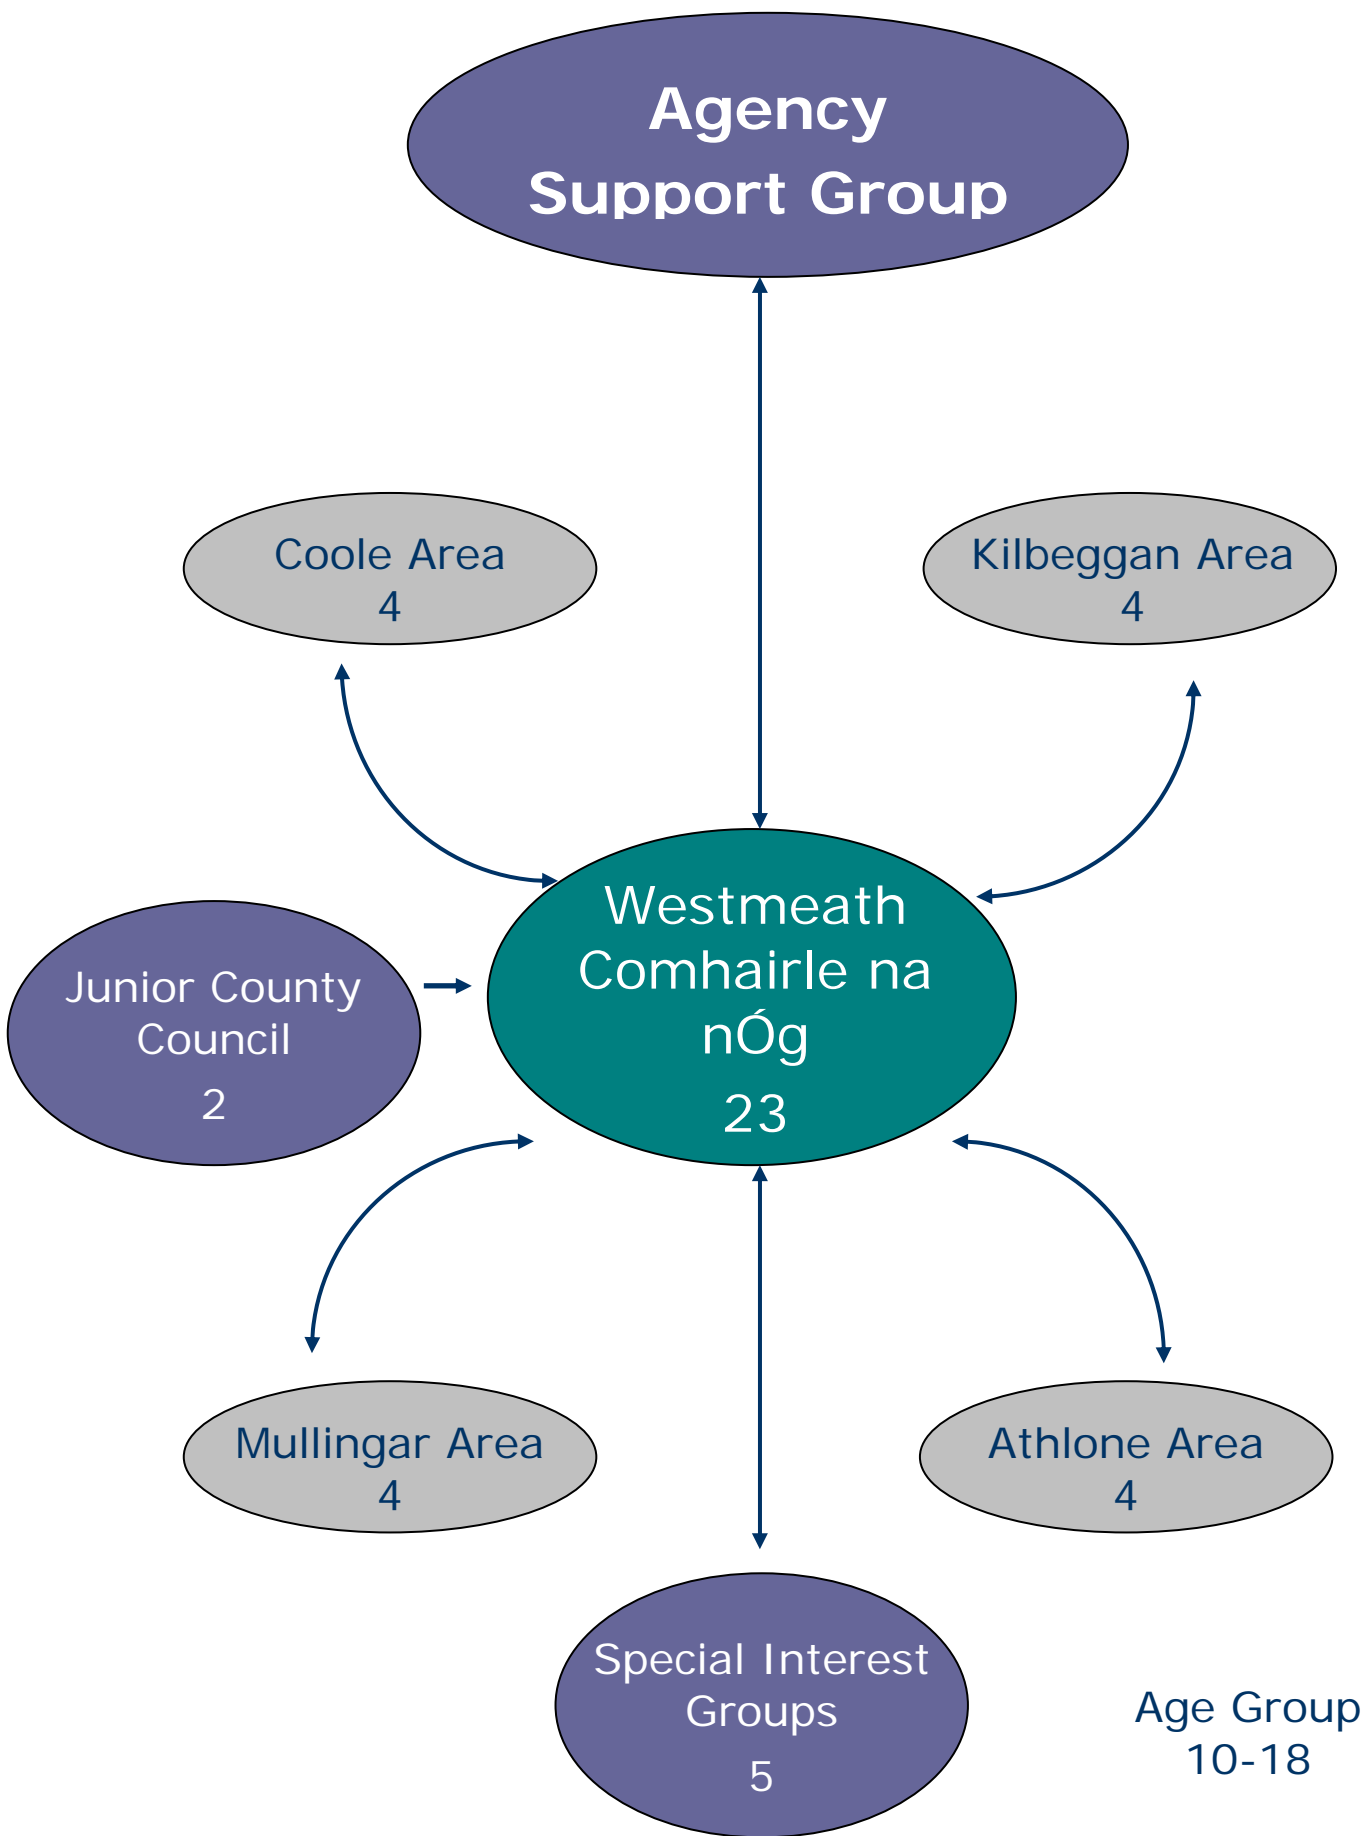 Agency
Support Group
Coole Area
4
Kilbeggan Area
4
Westmeath
Comhairle na
nÓg
23
Junior County
Council
2
Mullingar Area
4
Athlone Area
4
Special Interest
Groups
5
Age Group
10-18